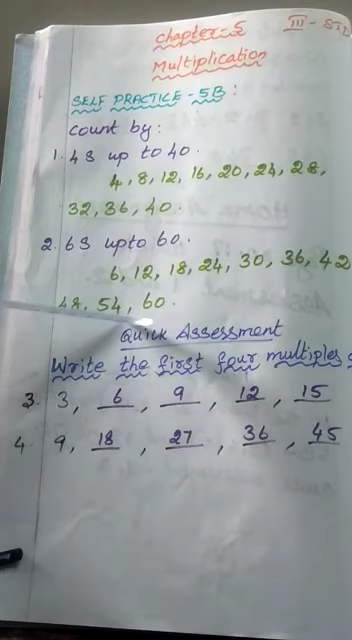 chapter-5 III - STD
Multiplication
SELF PRACTICE - 5B:
count by:
1. 4s up to 40.
4, 8, 12, 16, 20, 24, 28,
32, 36, 40.
2. 6s upto 60.
6, 12, 18, 24, 30, 36, 42
48, 54, 60.
Quick Assessment
Write the first four multiples
3. 3, 6, 9, 12, 15
4. 9, 18, 27, 36, 45